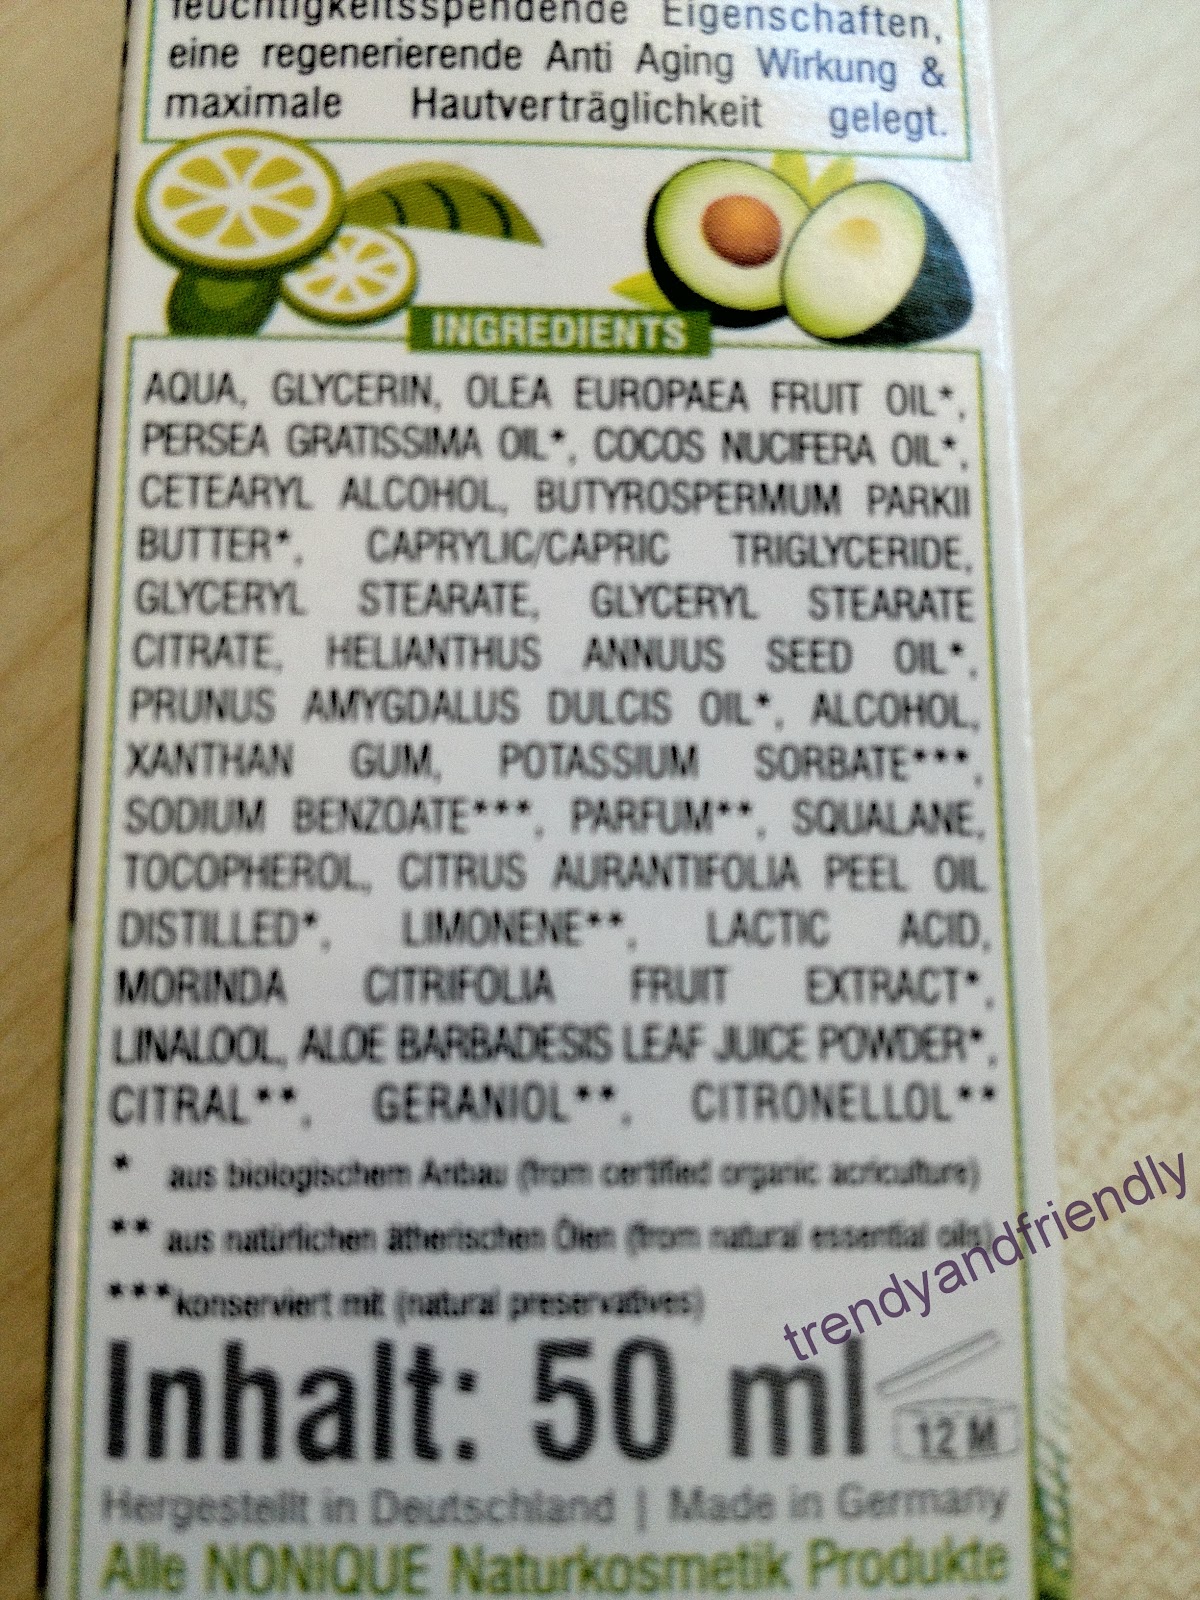 feuchtigkeitsspendende Eigenschaften,
eine regenerierende Anti Aging Wirkung &
maximale Hautverträglichkeit gelegt.
INGREDIENTS
AQUA, GLYCERIN, OLEA EUROPAEA FRUIT OIL*,
PERSEA GRATISSIMA OIL*, COCOS NUCIFERA OIL*,
CETEARYL ALCOHOL, BUTYROSPERMUM PARKII
BUTTER*, CAPRYLIC/CAPRIC TRIGLYCERIDE,
GLYCERYL STEARATE, GLYCERYL STEARATE
CITRATE, HELIANTHUS ANNUUS SEED OIL*,
PRUNUS AMYGDALUS DULCIS OIL*, ALCOHOL,
XANTHAN GUM, POTASSIUM SORBATE***,
SODIUM BENZOATE***, PARFUM**, SQUALANE,
TOCOPHEROL, CITRUS AURANTIFOLIA PEEL OIL
DISTILLED*, LIMONENE**, LACTIC ACID,
MORINDA CITRIFOLIA FRUIT EXTRACT*,
LINALOOL, ALOE BARBADESIS LEAF JUICE POWDER*,
CITRAL**, GERANIOL**, CITRONELLOL**
* aus biologischem Anbau (from certified organic acriculture)
** aus natürlichen ätherischen Ölen (from natural essential oils)
***konserviert mit (natural preservatives)
trendyandfriendly
Inhalt: 50 ml
12 M
Hergestellt in Deutschland | Made in Germany
Alle NONIQUE Naturkosmetik Produkte